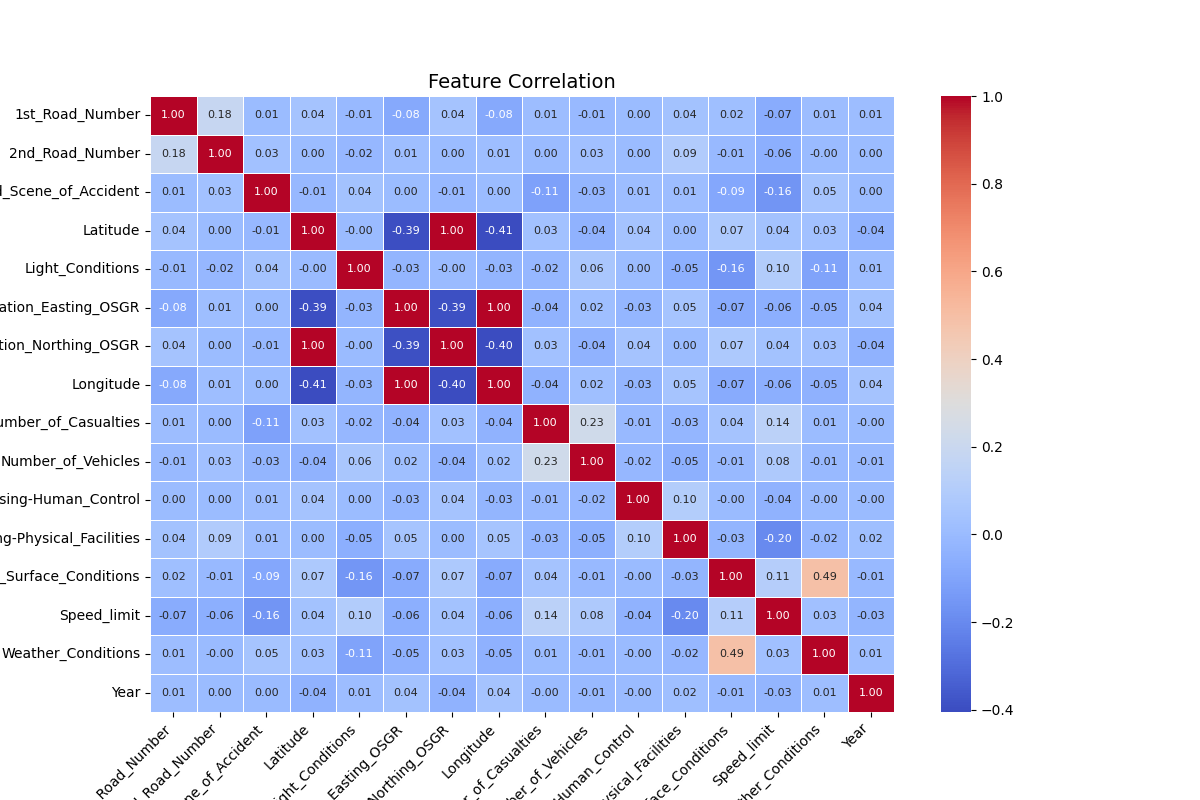 Feature Correlation
1st_Road_Number 1.00 0.18 0.01 0.04 -0.01 -0.08 0.04 -0.08 0.01 -0.01 0.00 0.04 0.02 -0.07 0.01 0.01
2nd_Road_Number 0.18 1.00 0.03 0.00 -0.02 0.01 0.00 0.01 0.00 0.03 0.00 0.09 -0.01 -0.06 -0.00 0.00
d_Scene_of_Accident 0.01 0.03 1.00 -0.01 0.04 0.00 -0.01 0.00 -0.11 -0.03 0.01 0.01 -0.09 -0.16 0.05 0.00
Latitude 0.04 0.00 -0.01 1.00 -0.00 -0.39 1.00 -0.41 0.03 -0.04 0.04 0.00 0.07 0.04 0.03 -0.04
Light_Conditions -0.01 -0.02 0.04 -0.00 1.00 -0.03 -0.00 -0.03 -0.02 0.06 0.00 -0.05 -0.16 0.10 -0.11 0.01
ation_Easting_OSGR -0.08 0.01 0.00 -0.39 -0.03 1.00 -0.39 1.00 -0.04 0.02 -0.03 0.05 -0.07 -0.06 -0.05 0.04
tion_Northing_OSGR 0.04 0.00 -0.01 1.00 -0.00 -0.39 1.00 -0.40 0.03 -0.04 0.04 0.00 0.07 0.04 0.03 -0.04
Longitude -0.08 0.01 0.00 -0.41 -0.03 1.00 -0.40 1.00 -0.04 0.02 -0.03 0.05 -0.07 -0.06 -0.05 0.04
umber_of_Casualties 0.01 0.00 -0.11 0.03 -0.02 -0.04 0.03 -0.04 1.00 0.23 -0.01 -0.03 0.04 0.14 0.01 -0.00
Number_of_Vehicles -0.01 0.03 -0.03 -0.04 0.06 0.02 -0.04 0.02 0.23 1.00 -0.02 -0.05 -0.01 0.08 -0.01 -0.01
sing-Human_Control 0.00 0.00 0.01 0.04 0.00 -0.03 0.04 -0.03 -0.01 -0.02 1.00 0.10 -0.00 -0.04 -0.00 -0.00
ng-Physical_Facilities 0.04 0.09 0.01 0.00 -0.05 0.05 0.00 0.05 -0.03 -0.05 0.10 1.00 -0.03 -0.20 -0.02 0.02
_Surface_Conditions 0.02 -0.01 -0.09 0.07 -0.16 -0.07 0.07 -0.07 0.04 -0.01 -0.00 -0.03 1.00 0.11 0.49 -0.01
Speed_limit -0.07 -0.06 -0.16 0.04 0.10 -0.06 0.04 -0.06 0.14 0.08 -0.04 -0.20 0.11 1.00 0.03 -0.03
Weather_Conditions 0.01 -0.00 0.05 0.03 -0.11 -0.05 0.03 -0.05 0.01 -0.01 -0.00 -0.02 0.49 0.03 1.00 0.01
Year 0.01 0.00 0.00 -0.04 0.01 0.04 -0.04 0.04 -0.00 -0.01 -0.00 0.02 -0.01 -0.03 0.01 1.00
Road_Number
_Road_Number
ne_of_Accident
Latitude
ght_Conditions
Easting_OSGR
Northing_OSGR
Longitude
_of_Casualties
ber_of_Vehicles
Human_Control
ysical_Facilities
face_Conditions
Speed_limit
ther_Conditions
Year
1.0
0.8
0.6
0.4
0.2
0.0
−0.2
−0.4